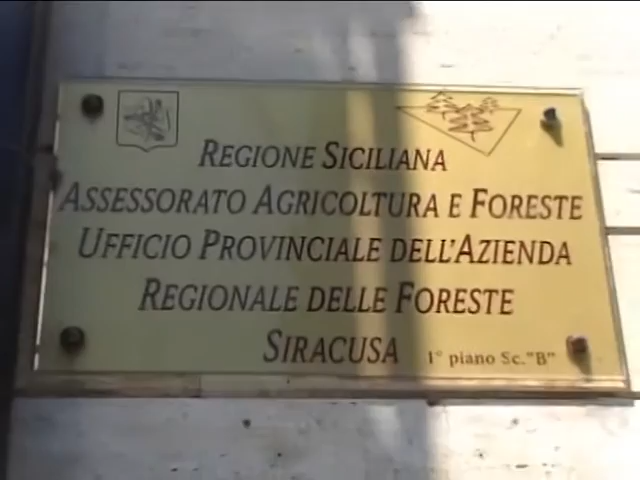 REGIONE SICILIANA
ASSESSORATO AGRICOLTURA E FORESTE
UFFICIO PROVINCIALE DELL'AZIENDA
REGIONALE DELLE FORESTE
SIRACUSA 1° piano Sc."B"